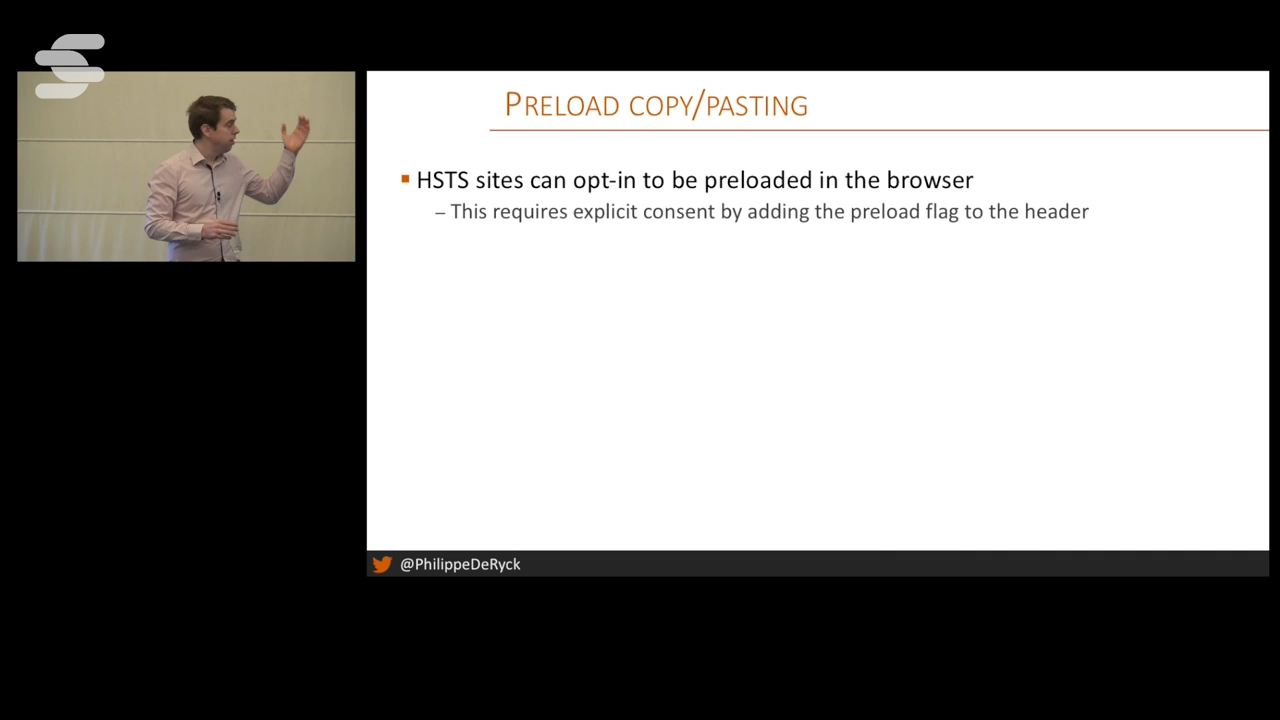 PRELOAD COPY/PASTING
▪ HSTS sites can opt-in to be preloaded in the browser
– This requires explicit consent by adding the preload flag to the header
@PhilippeDeRyck